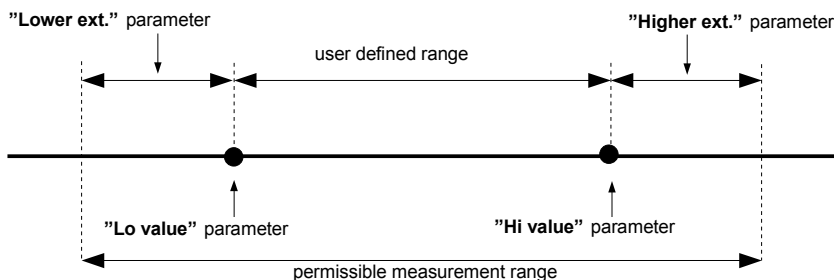 ”Lower ext.” parameter
”Higher ext.” parameter
user defined range
”Lo value” parameter
”Hi value” parameter
permissible measurement range